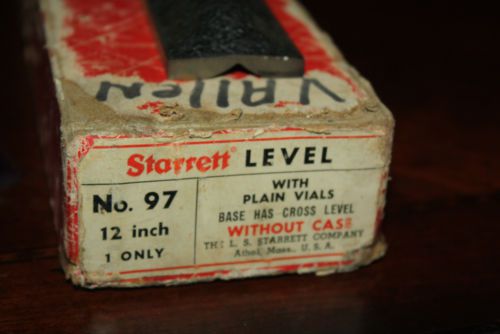 V. Allen
Starrett LEVEL
No. 97
12 inch
1 ONLY
WITH
PLAIN VIALS
BASE HAS CROSS LEVEL
WITHOUT CASE
THE L. S. STARRETT COMPANY
Athol, Mass., U. S. A.